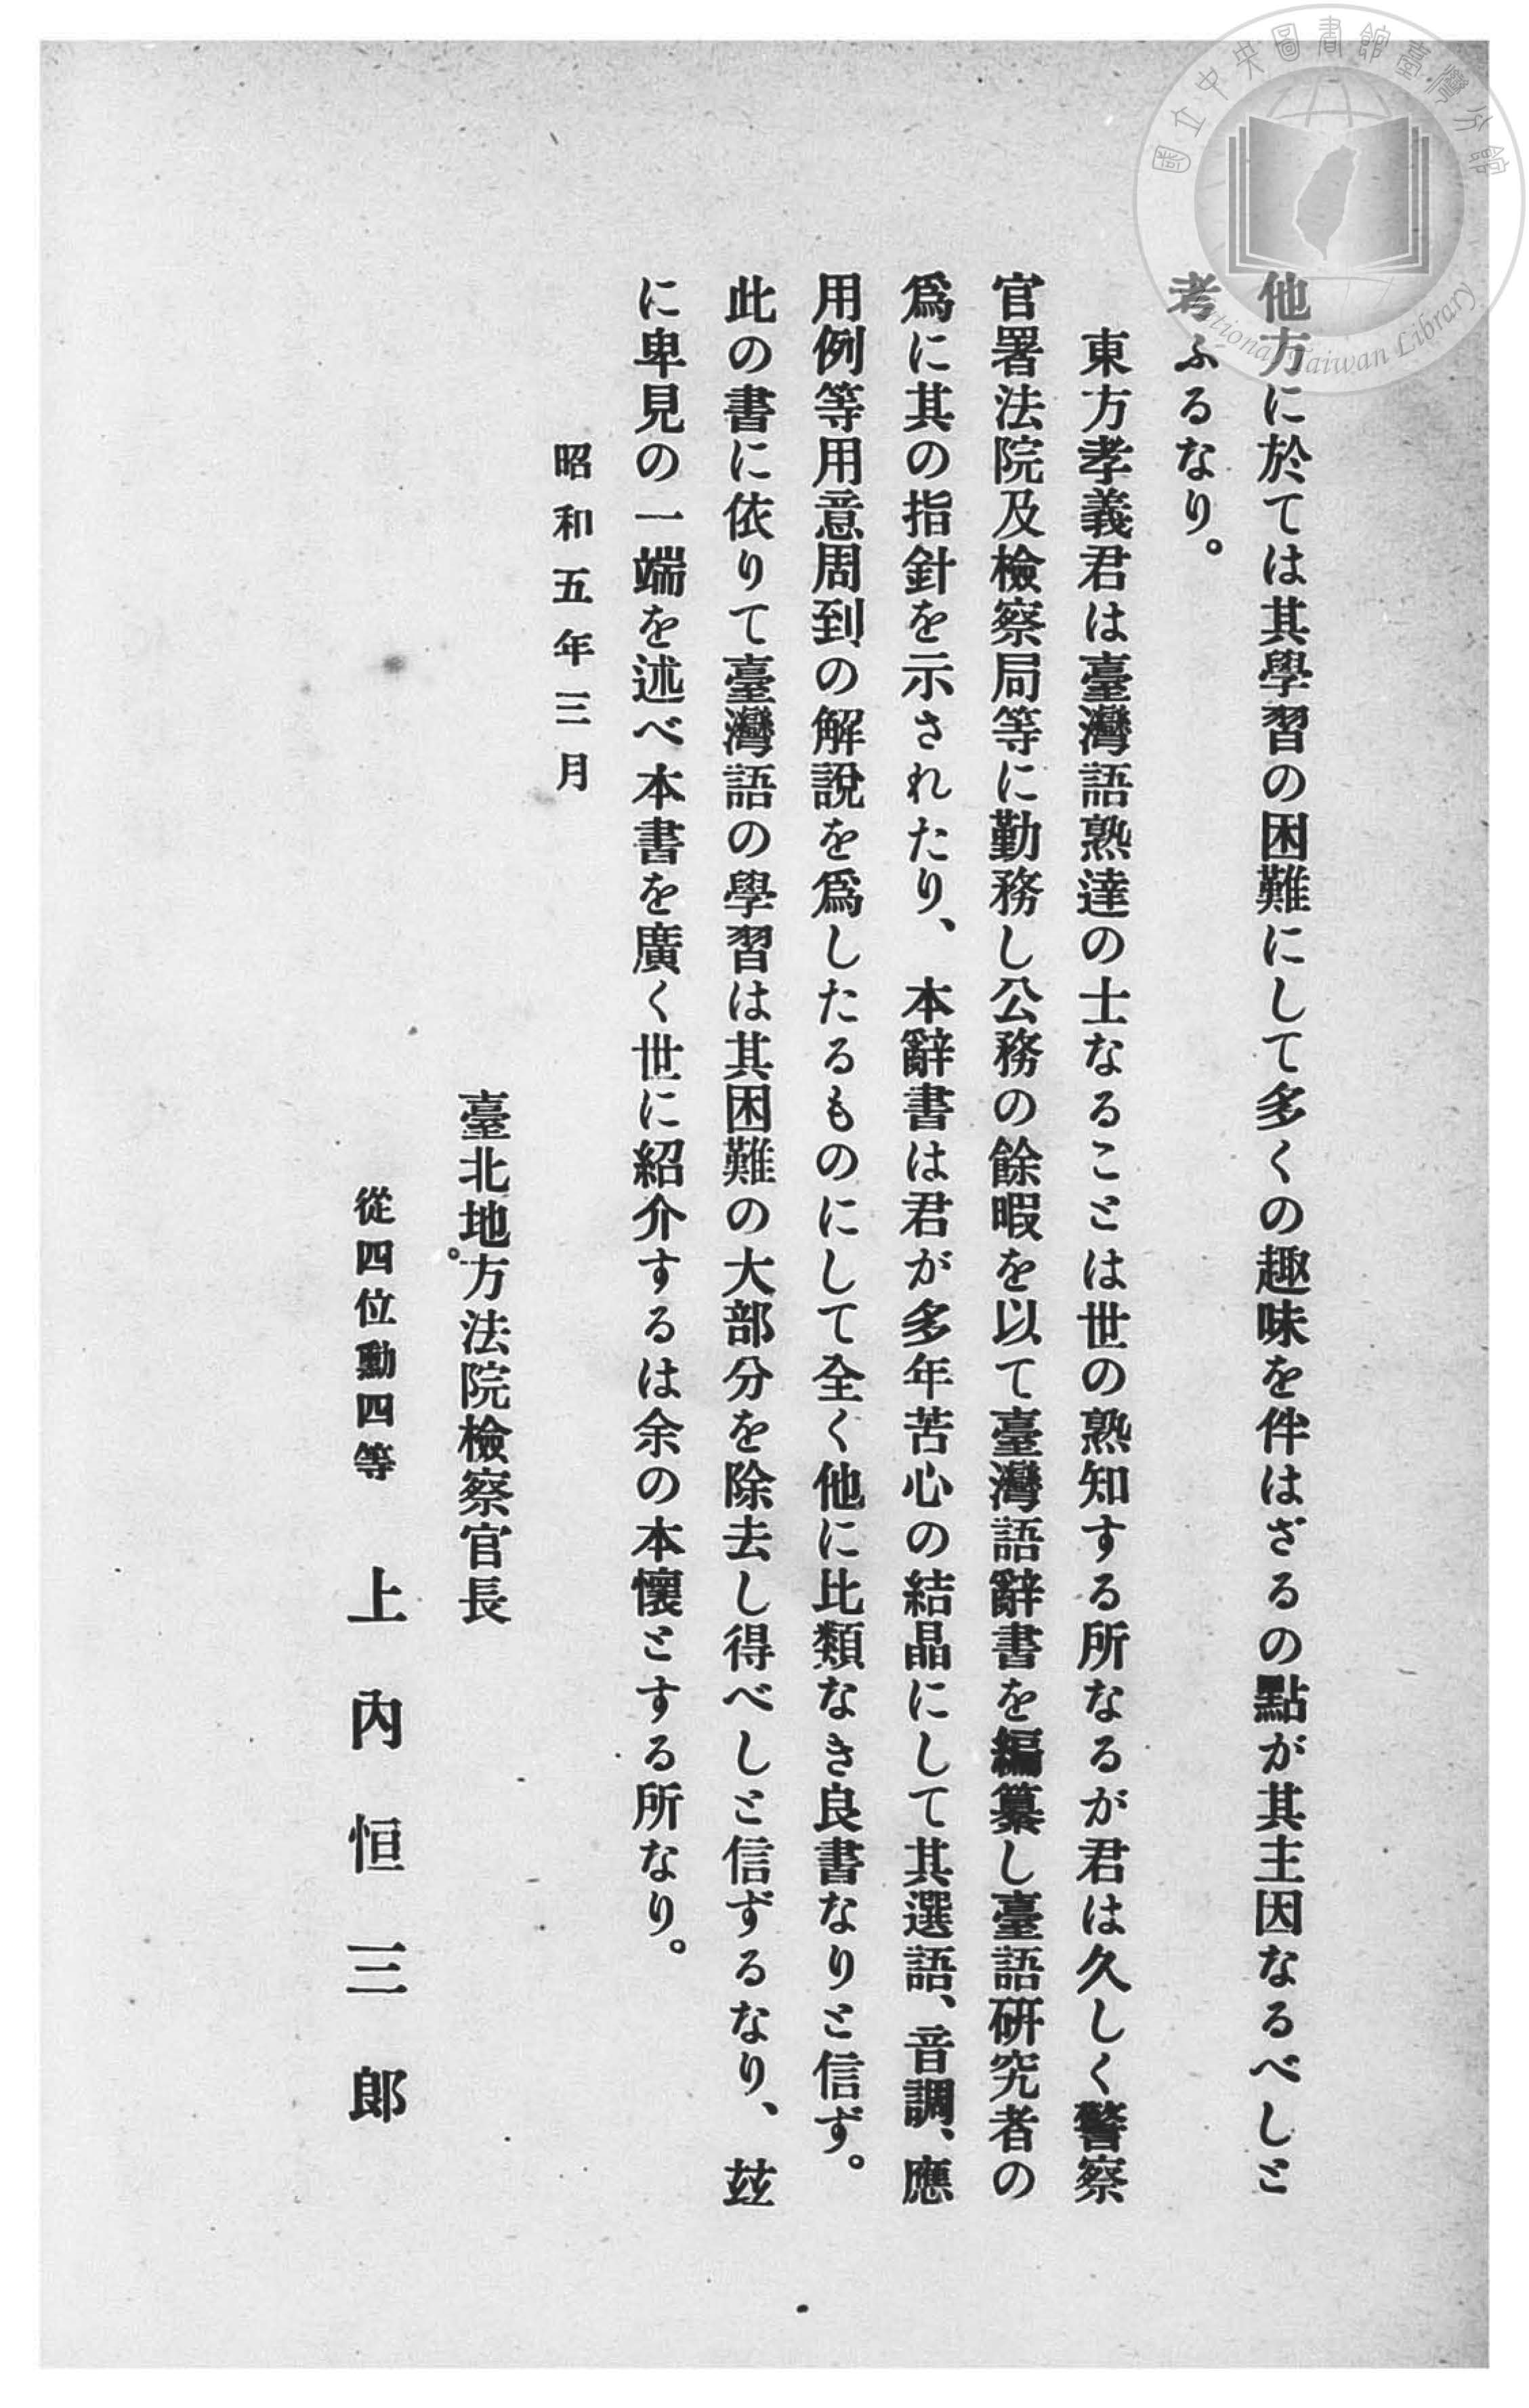 國立中央圖書館臺灣分館
National Taiwan Library
他方に於ては其學習の困難にして多くの趣味を伴はざるの點が其主因なるべしと
考ふるなり。
東方孝義君は臺灣語熟達の士なることは世の熟知する所なるが君は久しく警察
官署法院及檢察局等に勤務し公務の餘暇を以て臺灣語辭書を編纂し臺語研究者の
爲に其の指針を示されたり、本辭書は君が多年苦心の結晶にして其選語、音調、應
用例等用意周到の解說を爲したるものにして全く他に比類なき良書なりと信ず。
此の書に依りて臺灣語の學習は其困難の大部分を除去し得べしと信ずるなり、玆
に卑見の一端を述べ本書を廣く世に紹介するは余の本懷とする所なり。
昭和五年三月
臺北地方法院檢察官長
從四位勳四等 上內恒三郎